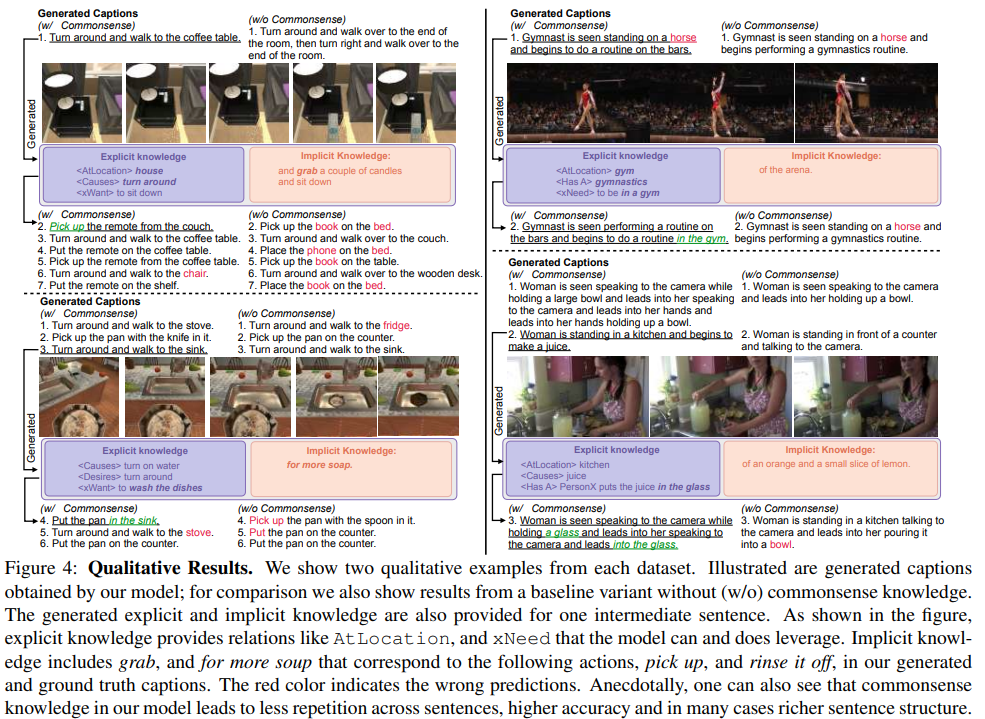 Generated Captions
(w/ Commonsense)
(w/o Commonsense)
1. Turn around and walk to the coffee table.
1. Turn around and walk over to the end of
the room, then turn right and walk over to the
end of the room.
Generated
Explicit knowledge
<AtLocation> house
<Causes> turn around
<xWant> to sit down
Implicit Knowledge:
and grab a couple of candles
and sit down
(w/ Commonsense)
(w/o Commonsense)
2. Pick up the remote from the couch.
3. Turn around and walk to the coffee table.
4. Put the remote on the coffee table.
5. Pick up the remote from the coffee table.
6. Turn around and walk to the chair.
7. Put the remote on the shelf.
2. Pick up the book on the bed.
3. Turn around and walk over to the couch.
4. Place the phone on the bed.
5. Pick up the book on the table.
6. Turn around and walk over to the wooden desk.
7. Place the book on the bed.
Generated Captions
(w/ Commonsense)
(w/o Commonsense)
1. Turn around and walk to the stove.
2. Pick up the pan with the knife in it.
3. Turn around and walk to the sink.
1. Turn around and walk to the fridge.
2. Pick up the pan on the counter.
3. Turn around and walk to the sink.
Generated
Explicit knowledge
<Causes> turn on water
<Desires> turn around
<xWant> to wash the dishes
Implicit Knowledge:
for more soap.
(w/ Commonsense)
(w/o Commonsense)
4. Put the pan in the sink.
5. Turn around and walk to the stove.
6. Put the pan on the counter.
4. Pick up the pan with the spoon in it.
5. Put the pan on the counter.
6. Put the pan on the counter.
Generated Captions
(w/ Commonsense)
(w/o Commonsense)
1. Gymnast is seen standing on a horse
and begins to do a routine on the bars.
1. Gymnast is seen standing on a horse and
begins performing a gymnastics routine.
Generated
Explicit knowledge
<AtLocation> gym
<Has A> gymnastics
<xNeed> to be in a gym
Implicit Knowledge:
of the arena.
(w/ Commonsense)
(w/o Commonsense)
2. Woman is seen performing a routine on
the bars and begins to do a routine in the gym.
2. Gymnast is seen standing on a horse and
begins performing a gymnastics routine.
Generated Captions
(w/ Commonsense)
(w/o Commonsense)
1. Woman is seen speaking to the camera while
holding a large bowl and leads into her speaking
to the camera and leads into her hands and
leads into her hands holding up a bowl.
2. Woman is standing in a kitchen and begins to
make a juice.
1. Woman is seen speaking to the camera
and leads into her holding up a bowl.
2. Woman is standing in front of a counter
and talking to the camera.
Generated
Explicit knowledge
<AtLocation> kitchen
<Causes> juice
<Has A> PersonX puts the juice in the glass
Implicit Knowledge:
of an orange and a small slice of lemon.
(w/ Commonsense)
(w/o Commonsense)
3. Woman is seen speaking to the camera while
holding a glass and leads into her speaking to
the camera and leads into the glass.
3. Woman is standing in a kitchen talking to
the camera and leads into her pouring it
into a bowl.
Figure 4: Qualitative Results. We show two qualitative examples from each dataset. Illustrated are generated captions
obtained by our model; for comparison we also show results from a baseline variant without (w/o) commonsense knowledge.
The generated explicit and implicit knowledge are also provided for one intermediate sentence. As shown in the figure,
explicit knowledge provides relations like AtLocation, and xNeed that the model can and does leverage. Implicit knowl-
edge includes grab, and for more soup that correspond to the following actions, pick up, and rinse it off, in our generated
and ground truth captions. The red color indicates the wrong predictions. Anecdotally, one can also see that commonsense
knowledge in our model leads to less repetition across sentences, higher accuracy and in many cases richer sentence structure.